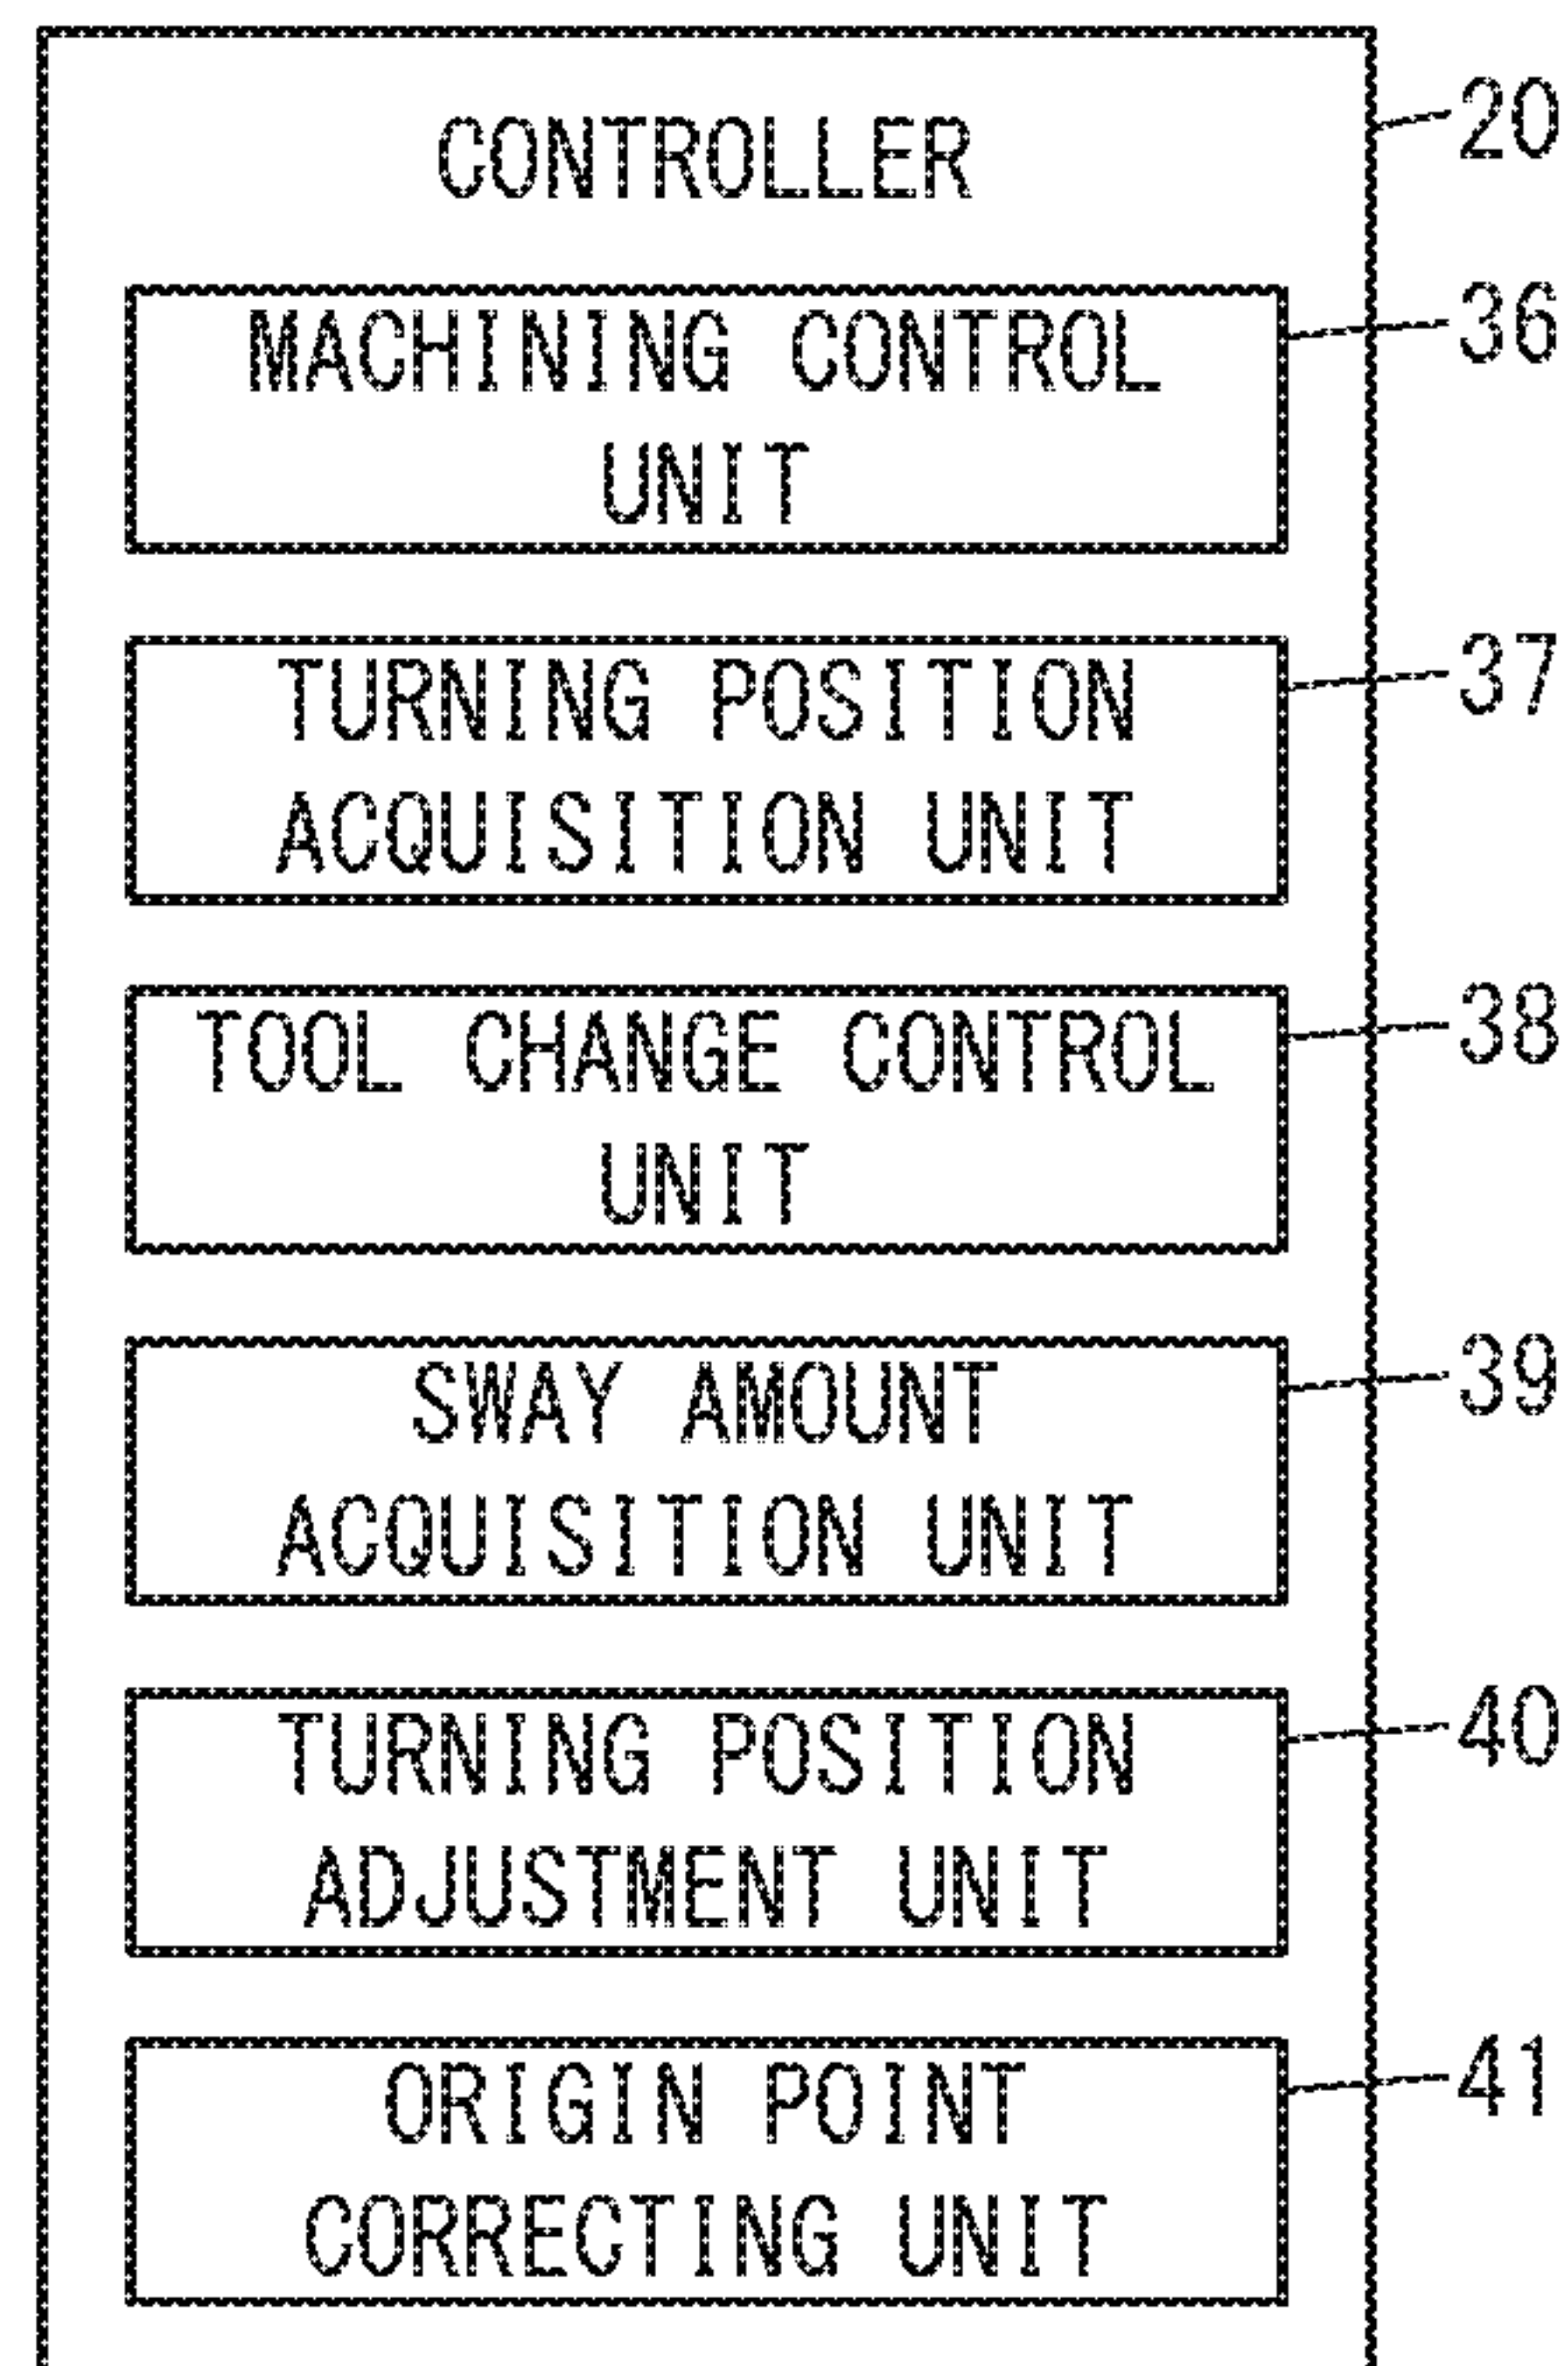 CONTROLLER
20
MACHINING CONTROL
UNIT
36
TURNING POSITION
ACQUISITION UNIT
37
TOOL CHANGE CONTROL
UNIT
38
SWAY AMOUNT
ACQUISITION UNIT
39
TURNING POSITION
ADJUSTMENT UNIT
40
ORIGIN POINT
CORRECTING UNIT
41